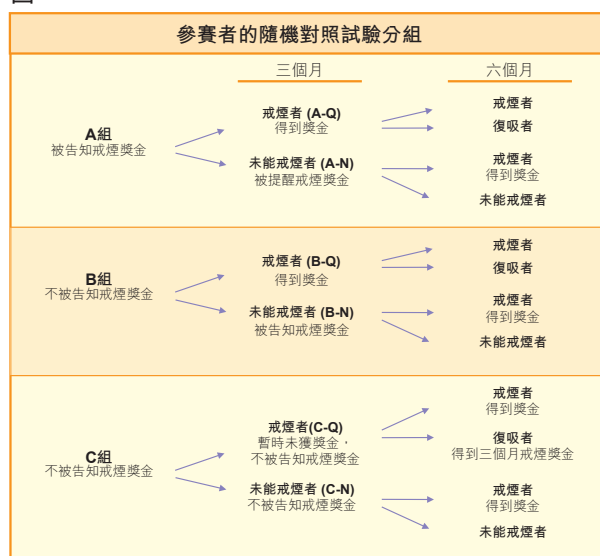 參賽者的隨機對照試驗分組
三個月
六個月
A組
被告知戒煙獎金
戒煙者 (A-Q)
得到獎金
戒煙者
復吸者
未能戒煙者 (A-N)
被提醒戒煙獎金
戒煙者
得到獎金
未能戒煙者
B組
不被告知戒煙獎金
戒煙者 (B-Q)
得到獎金
戒煙者
復吸者
未能戒煙者 (B-N)
被告知戒煙獎金
戒煙者
得到獎金
未能戒煙者
C組
不被告知戒煙獎金
戒煙者(C-Q)
暫時未獲獎金，
不被告知戒煙獎金
戒煙者
得到獎金
復吸者
得到三個月戒煙獎金
未能戒煙者 (C-N)
不被告知戒煙獎金
戒煙者
得到獎金
未能戒煙者